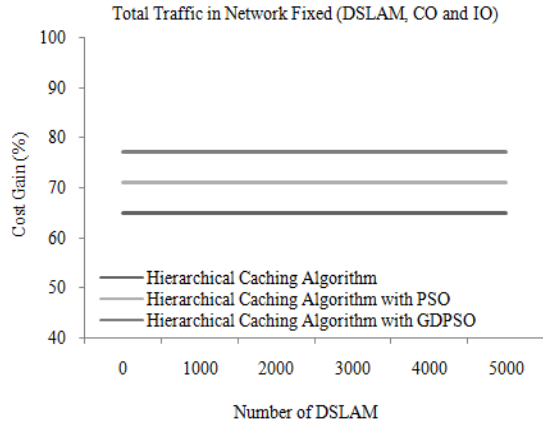 Total Traffic in Network Fixed (DSLAM, CO and IO)
100
90
80
70
60
50
40
Cost Gain (%)
Hierarchical Caching Algorithm
Hierarchical Caching Algorithm with PSO
Hierarchical Caching Algorithm with GDPSO
0 1000 2000 3000 4000 5000
Number of DSLAM